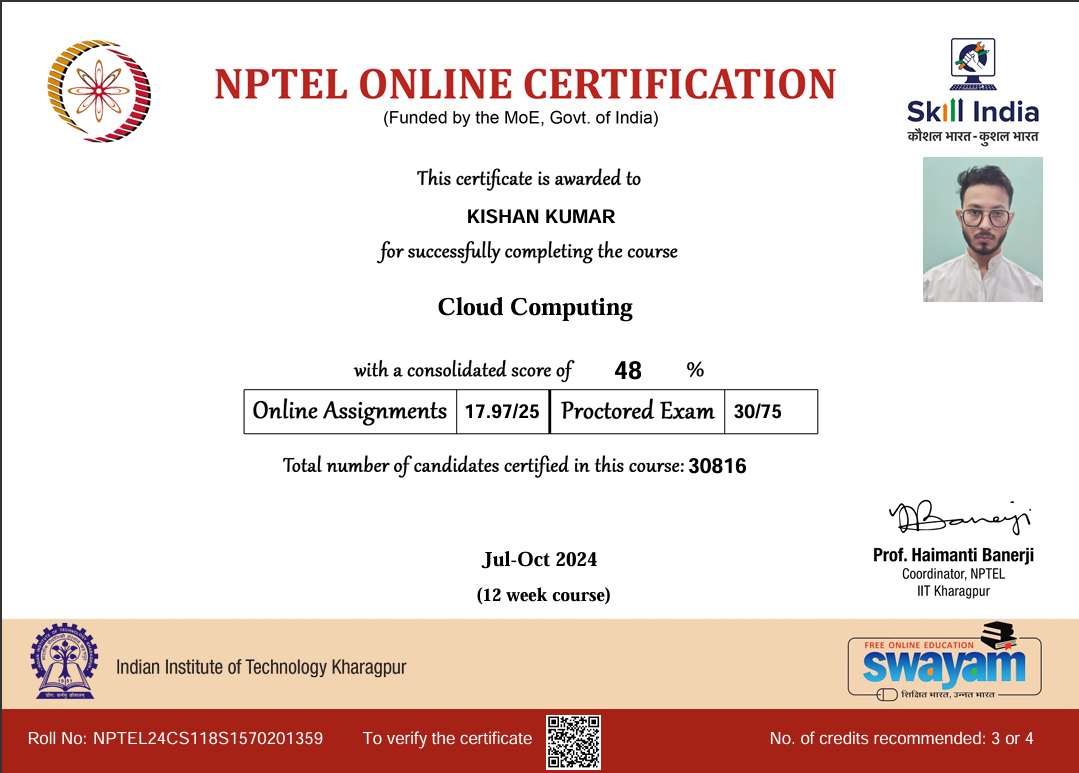 NPTEL ONLINE CERTIFICATION
(Funded by the MoE, Govt. of India)
Skill India
कौशल भारत - कुशल भारत
This certificate is awarded to
KISHAN KUMAR
for successfully completing the course
Cloud Computing
with a consolidated score of 48 %
Online Assignments 17.97/25 Proctored Exam 30/75
Total number of candidates certified in this course: 30816
Jul-Oct 2024
(12 week course)
Prof. Haimanti Banerji
Coordinator, NPTEL
IIT Kharagpur
Indian Institute of Technology Kharagpur
1951
FREE ONLINE EDUCATION
swayam
शिक्षित भारत, उन्नत भारत
Roll No: NPTEL24CS118S1570201359 To verify the certificate No. of credits recommended: 3 or 4